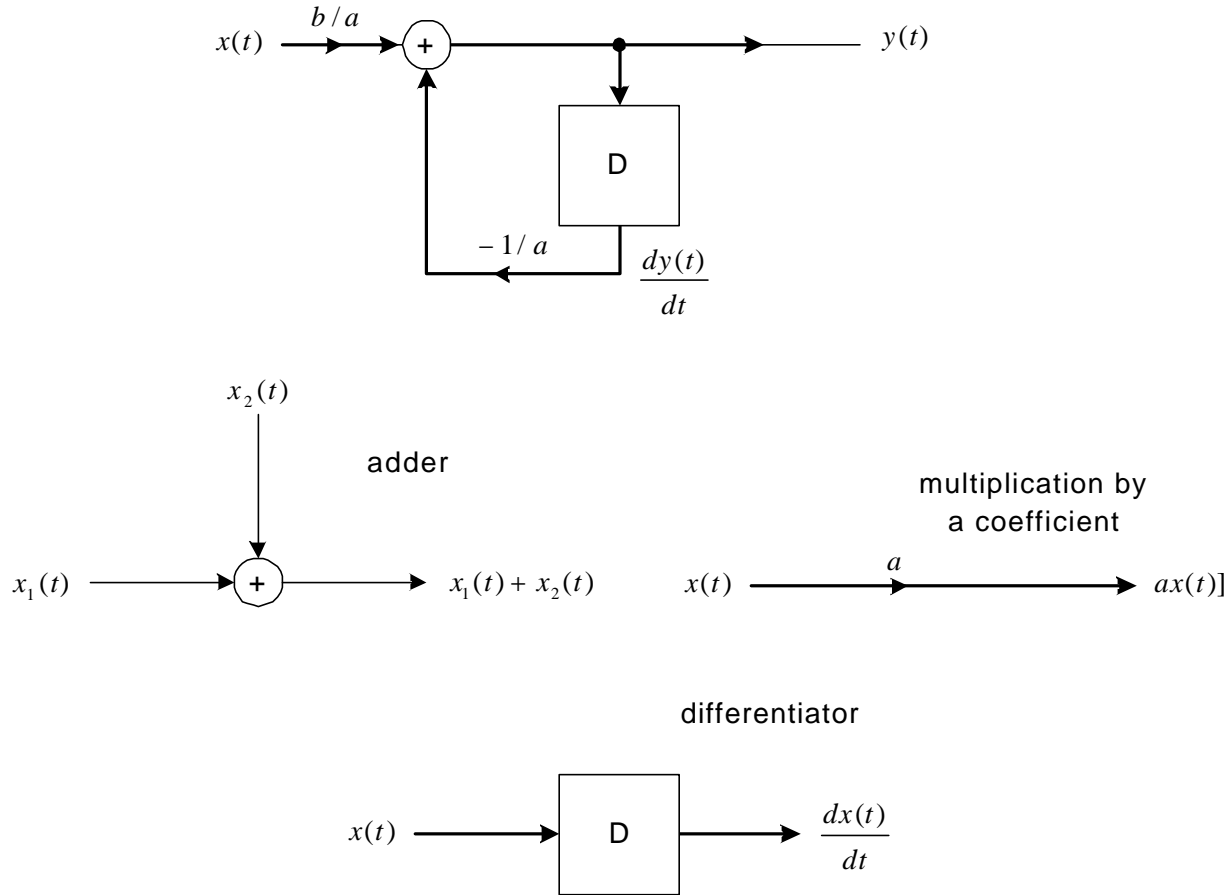 b/a
x(t) + y(t)
D
− 1/a
dy(t)
dt
x₂(t)
adder
multiplication by
a coefficient
a
x₁(t) + x₁(t) + x₂(t)
x(t) ax(t)]
differentiator
x(t) D dx(t)
dt